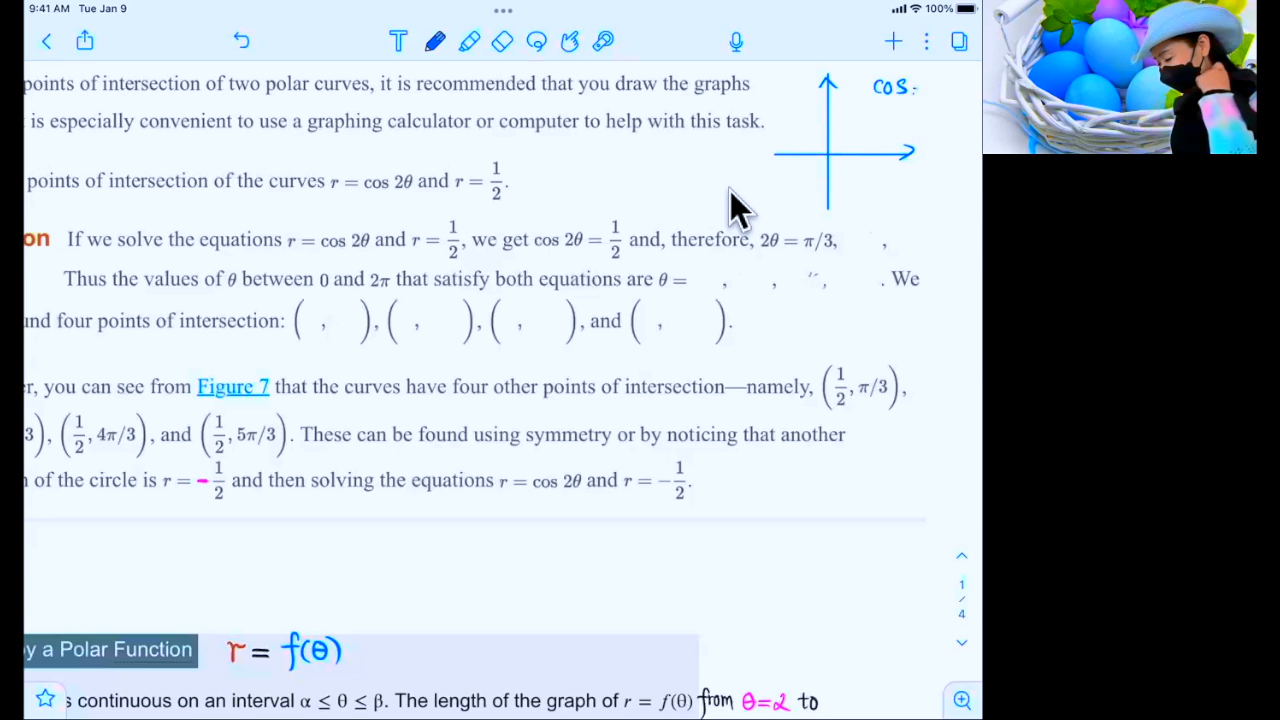 9:41 AM Tue Jan 9
100%
points of intersection of two polar curves, it is recommended that you draw the graphs
cos.
is especially convenient to use a graphing calculator or computer to help with this task.
points of intersection of the curves r = cos 2θ and r = 1/2.
on If we solve the equations r = cos 2θ and r = 1/2, we get cos 2θ = 1/2 and, therefore, 2θ = π/3, ,
Thus the values of θ between 0 and 2π that satisfy both equations are θ = , , , . We
und four points of intersection: ( , ), ( , ), ( , ), and ( , ).
r, you can see from Figure 7 that the curves have four other points of intersection—namely, (1/2, π/3),
3), (1/2, 4π/3), and (1/2, 5π/3). These can be found using symmetry or by noticing that another
of the circle is r = -1/2 and then solving the equations r = cos 2θ and r = −1/2.
1
/
4
y a Polar Function r = f(θ)
s continuous on an interval α ≤ θ ≤ β. The length of the graph of r = f(θ) from θ=α to